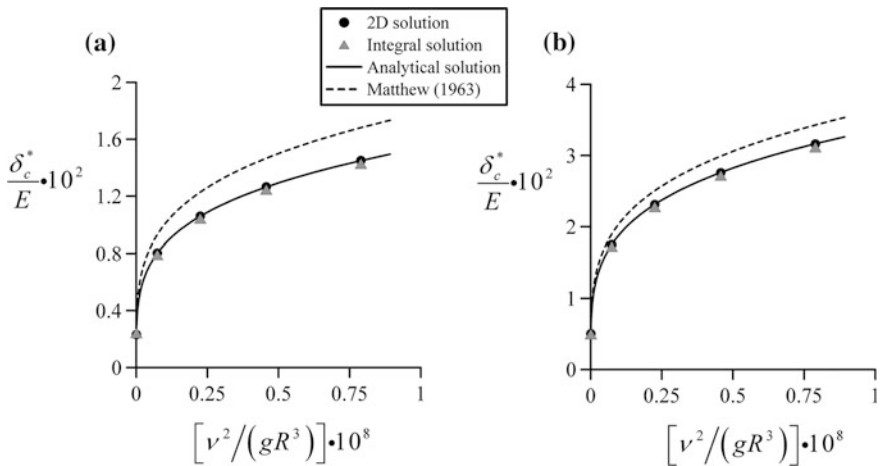 2D solution
Integral solution
Analytical solution
Matthew (1963)
(a)
2
1.6
1.2
0.8
0.4
0
0 0.25 0.5 0.75 1
δc*/E•10²
[ν²/(gR³)]•10⁸
(b)
4
3
2
1
0
0 0.25 0.5 0.75 1
δc*/E•10²
[ν²/(gR³)]•10⁸